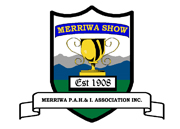 MERRIWA SHOW
Est 1908
MERRIWA P.A.H.& I. ASSOCIATION INC.